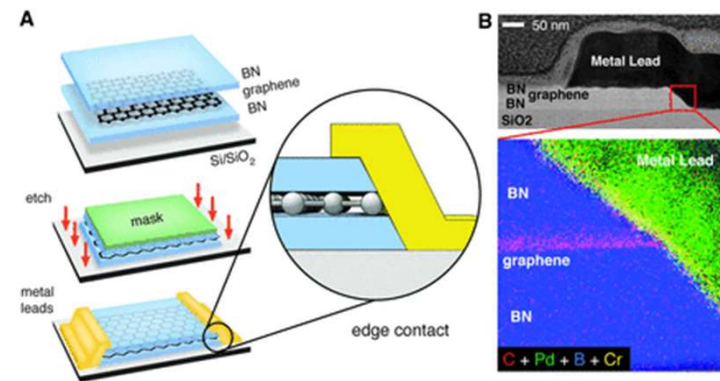 A
BN
graphene
BN
Si/SiO2
etch
mask
metal
leads
edge contact
B
50 nm
Metal Lead
BN
graphene
BN
SiO2
Metal Lead
BN
graphene
BN
C + Pd + B + Cr